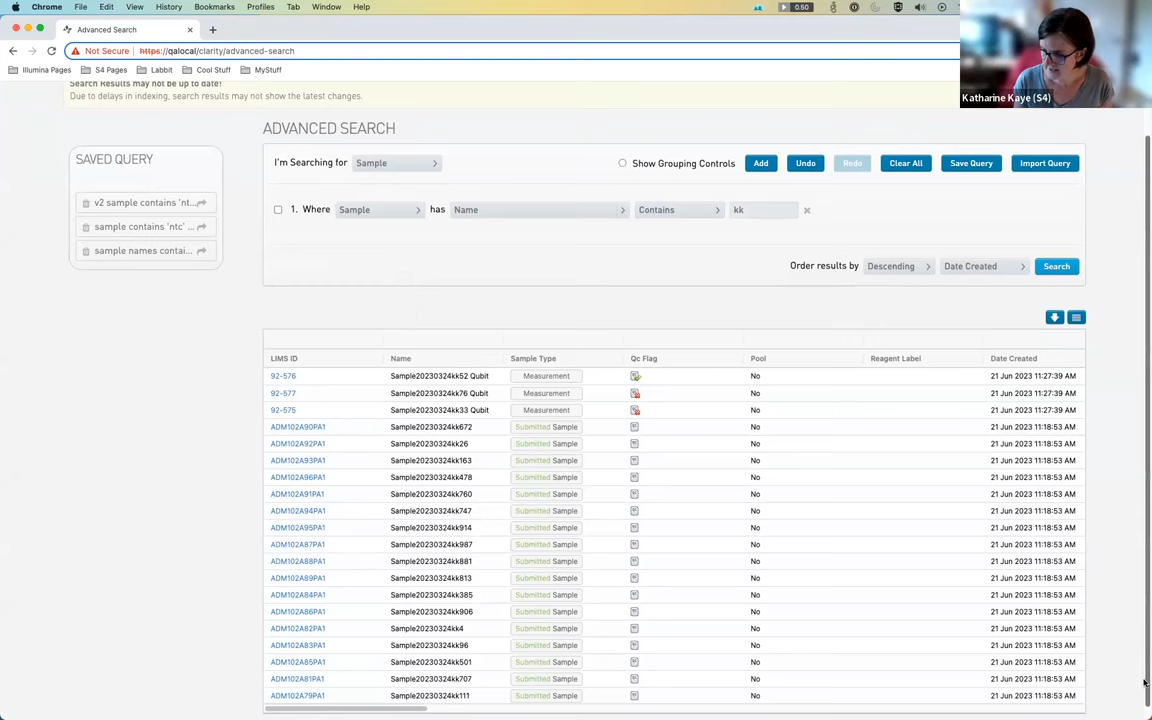 Chrome File Edit View History Bookmarks Profiles Tab Window Help 0.50
Advanced Search
Not Secure https://qalocal/clarity/advanced-search
Illumina Pages S4 Pages Labbit Cool Stuff MyStuff
Katharine Kaye (S4)
Search Results may not be up to date!
Due to delays in indexing, search results may not show the latest changes.
ADVANCED SEARCH
SAVED QUERY
v2 sample contains 'nt...
sample contains 'ntc' ...
sample names contai...
I'm Searching for Sample Show Grouping Controls Add Undo Redo Clear All Save Query Import Query
1. Where Sample has Name Contains kk
Order results by Descending Date Created Search
LIMS ID Name Sample Type Qc Flag Pool Reagent Label Date Created
92-576 Sample20230324kk52 Qubit Measurement No 21 Jun 2023 11:27:39 AM
92-577 Sample20230324kk76 Qubit Measurement No 21 Jun 2023 11:27:39 AM
92-575 Sample20230324kk33 Qubit Measurement No 21 Jun 2023 11:27:39 AM
ADM102A90PA1 Sample20230324kk672 Submitted Sample No 21 Jun 2023 11:18:53 AM
ADM102A92PA1 Sample20230324kk26 Submitted Sample No 21 Jun 2023 11:18:53 AM
ADM102A93PA1 Sample20230324kk163 Submitted Sample No 21 Jun 2023 11:18:53 AM
ADM102A96PA1 Sample20230324kk478 Submitted Sample No 21 Jun 2023 11:18:53 AM
ADM102A91PA1 Sample20230324kk760 Submitted Sample No 21 Jun 2023 11:18:53 AM
ADM102A94PA1 Sample20230324kk747 Submitted Sample No 21 Jun 2023 11:18:53 AM
ADM102A95PA1 Sample20230324kk914 Submitted Sample No 21 Jun 2023 11:18:53 AM
ADM102A87PA1 Sample20230324kk987 Submitted Sample No 21 Jun 2023 11:18:53 AM
ADM102A88PA1 Sample20230324kk881 Submitted Sample No 21 Jun 2023 11:18:53 AM
ADM102A89PA1 Sample20230324kk813 Submitted Sample No 21 Jun 2023 11:18:53 AM
ADM102A84PA1 Sample20230324kk385 Submitted Sample No 21 Jun 2023 11:18:53 AM
ADM102A86PA1 Sample20230324kk906 Submitted Sample No 21 Jun 2023 11:18:53 AM
ADM102A82PA1 Sample20230324kk4 Submitted Sample No 21 Jun 2023 11:18:53 AM
ADM102A83PA1 Sample20230324kk96 Submitted Sample No 21 Jun 2023 11:18:53 AM
ADM102A85PA1 Sample20230324kk501 Submitted Sample No 21 Jun 2023 11:18:53 AM
ADM102A81PA1 Sample20230324kk707 Submitted Sample No 21 Jun 2023 11:18:53 AM
ADM102A79PA1 Sample20230324kk111 Submitted Sample No 21 Jun 2023 11:18:53 AM